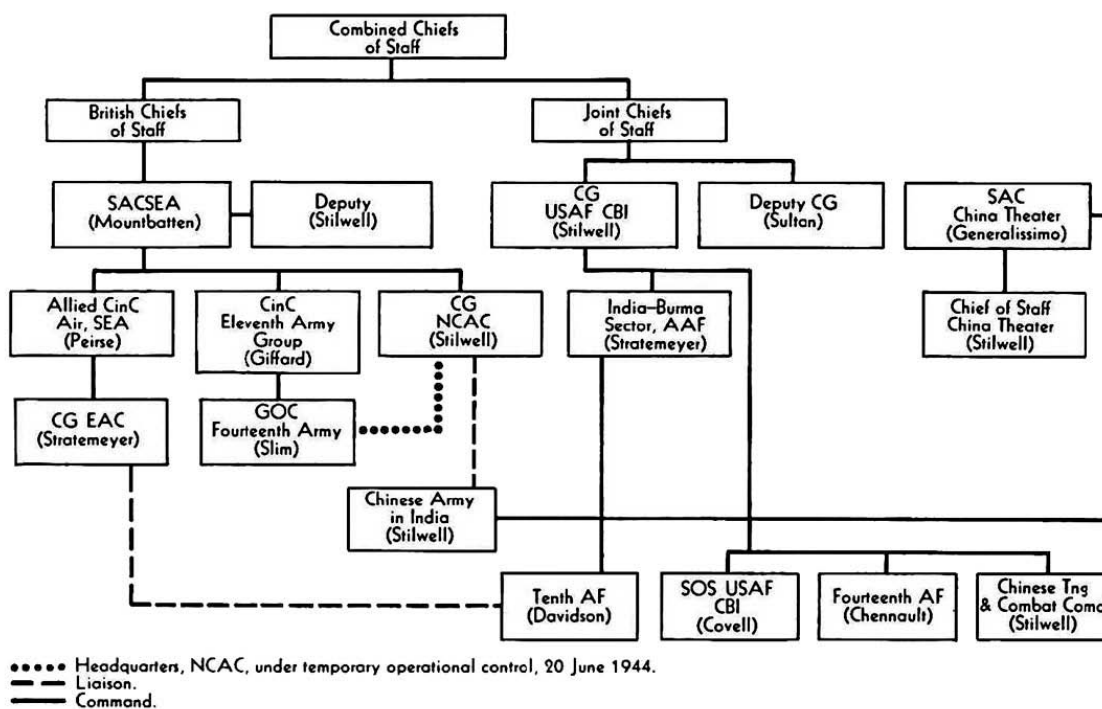 Combined Chiefs
of Staff
British Chiefs
of Staff
Joint Chiefs
of Staff
SACSEA
(Mountbatten)
Deputy
(Stilwell)
CG
USAF CBI
(Stilwell)
Deputy CG
(Sultan)
SAC
China Theater
(Generalissimo)
Allied CinC
Air, SEA
(Peirse)
CinC
Eleventh Army
Group
(Giffard)
CG
NCAC
(Stilwell)
India-Burma
Sector, AAF
(Stratemeyer)
Chief of Staff
China Theater
(Stilwell)
CG EAC
(Stratemeyer)
GOC
Fourteenth Army
(Slim)
Chinese Army
in India
(Stilwell)
Tenth AF
(Davidson)
SOS USAF
CBI
(Covell)
Fourteenth AF
(Chennault)
Chinese Tng
& Combat Comd
(Stilwell)
Headquarters, NCAC, under temporary operational control, 20 June 1944.
Liaison.
Command.